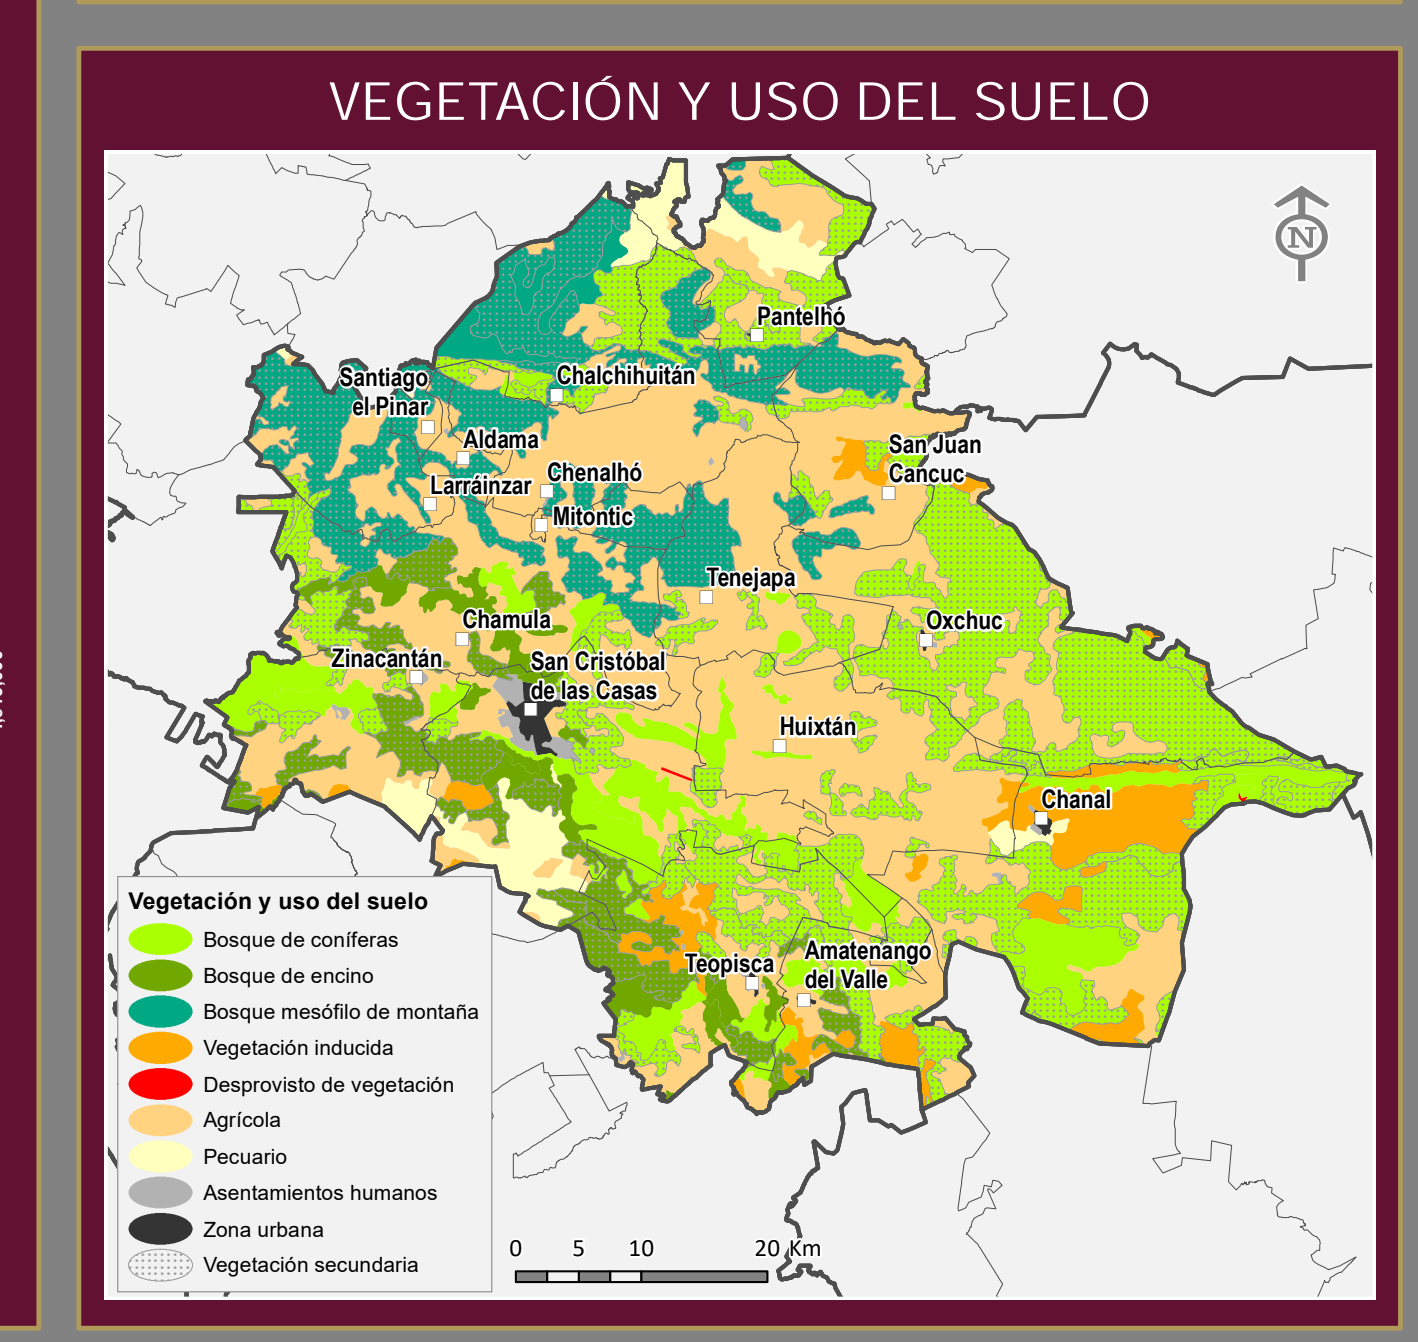 VEGETACIÓN Y USO DEL SUELO
N
Pantelhó
Santiago
el Pinar
Chalchihuitán
Aldama
San Juan
Cancuc
Larráinzar
Chenalhó
Mitontic
Tenejapa
Chamula
Oxchuc
Zinacantán
San Cristóbal
de las Casas
Huixtán
Chanal
Teopisca
Amatenango
del Valle
Vegetación y uso del suelo
Bosque de coníferas
Bosque de encino
Bosque mesófilo de montaña
Vegetación inducida
Desprovisto de vegetación
Agrícola
Pecuario
Asentamientos humanos
Zona urbana
Vegetación secundaria
0 5 10 20 Km